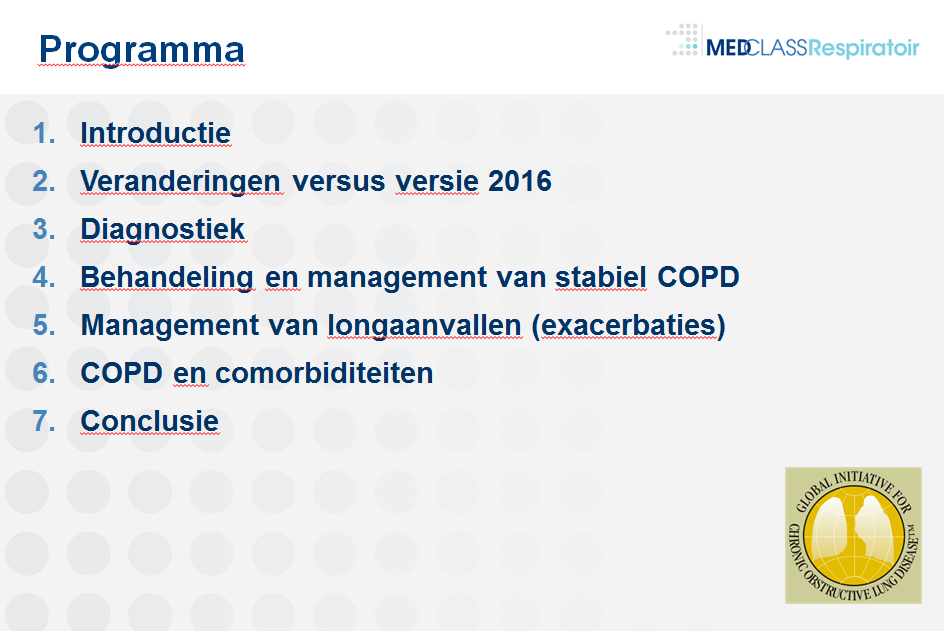 Programma
MEDCLASSRespiratoir
1. Introductie
2. Veranderingen versus versie 2016
3. Diagnostiek
4. Behandeling en management van stabiel COPD
5. Management van longaanvallen (exacerbaties)
6. COPD en comorbiditeiten
7. Conclusie
GLOBAL INITIATIVE FOR
CHRONIC OBSTRUCTIVE LUNG DISEASE™